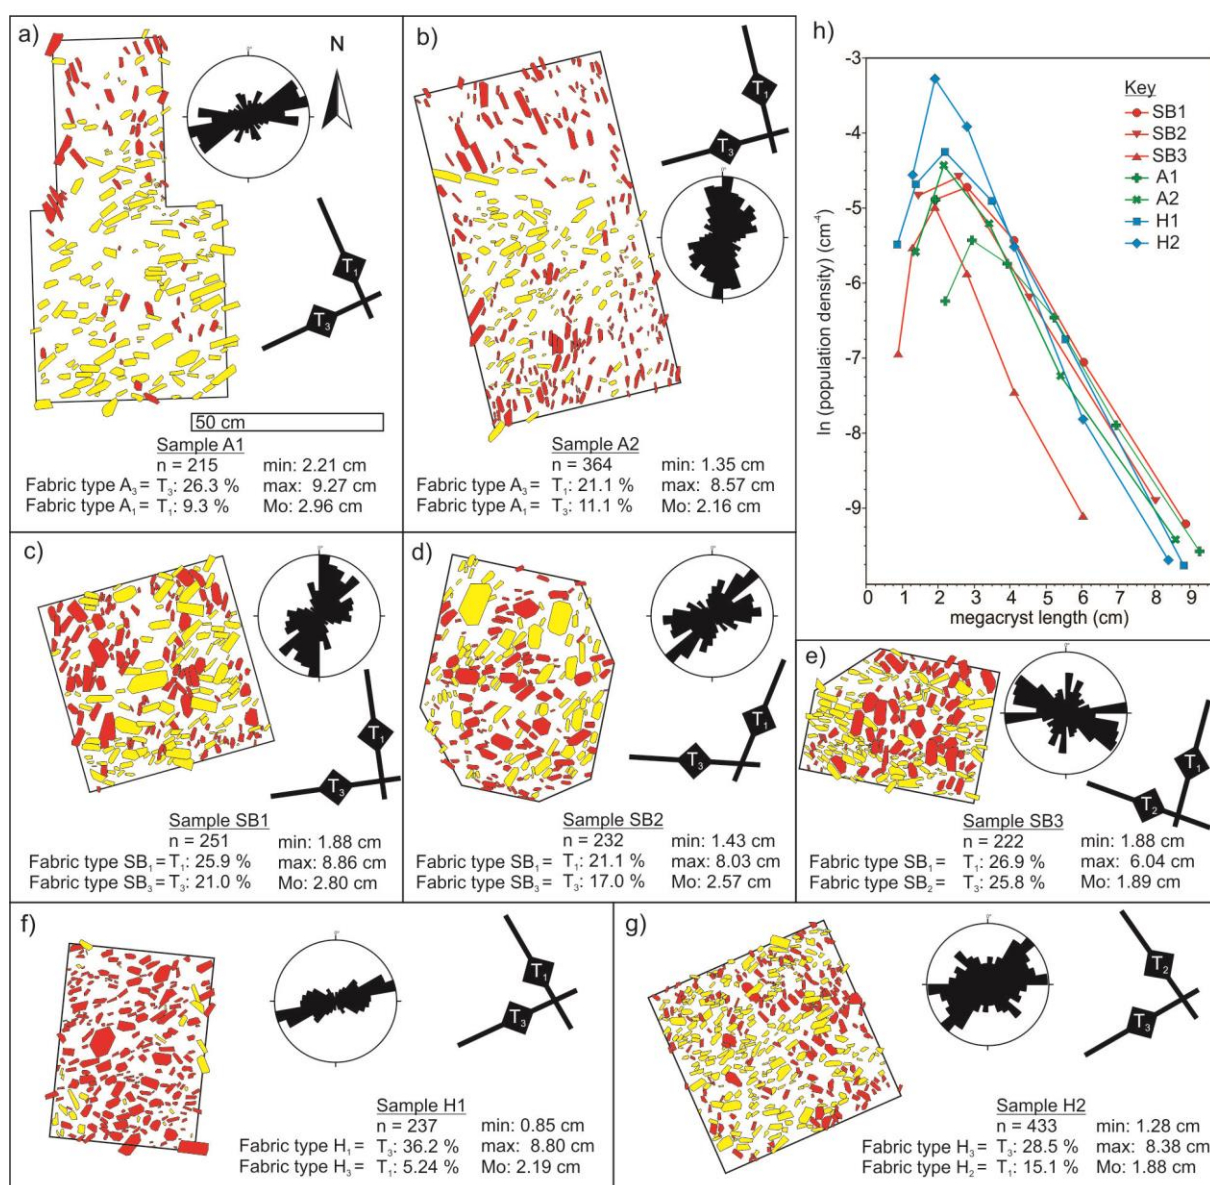 a)
0°
N
T1
T3
50 cm
Sample A1
n = 215
min: 2.21 cm
Fabric type A3 = T3: 26.3 %
max: 9.27 cm
Fabric type A1 = T1: 9.3 %
Mo: 2.96 cm
b)
T1
T3
Sample A2
n = 364
min: 1.35 cm
Fabric type A3 = T1: 21.1 %
max: 8.57 cm
Fabric type A1 = T3: 11.1 %
Mo: 2.16 cm
h)
Key
SB1
SB2
SB3
A1
A2
H1
H2
ln (population density) (cm-4)
-3
-4
-5
-6
-7
-8
-9
0 1 2 3 4 5 6 7 8 9
megacryst length (cm)
c)
T1
T3
Sample SB1
n = 251
min: 1.88 cm
Fabric type SB1 = T1: 25.9 %
max: 8.86 cm
Fabric type SB3 = T3: 21.0 %
Mo: 2.80 cm
d)
T1
T3
Sample SB2
n = 232
min: 1.43 cm
Fabric type SB1 = T1: 21.1 %
max: 8.03 cm
Fabric type SB3 = T3: 17.0 %
Mo: 2.57 cm
e)
T1
T2
Sample SB3
n = 222
min: 1.88 cm
Fabric type SB1 = T1: 26.9 %
max: 6.04 cm
Fabric type SB2 = T3: 25.8 %
Mo: 1.89 cm
f)
T1
T3
Sample H1
n = 237
min: 0.85 cm
Fabric type H1 = T3: 36.2 %
max: 8.80 cm
Fabric type H3 = T1: 5.24 %
Mo: 2.19 cm
g)
T2
T3
Sample H2
n = 433
min: 1.28 cm
Fabric type H3 = T3: 28.5 %
max: 8.38 cm
Fabric type H2 = T1: 15.1 %
Mo: 1.88 cm